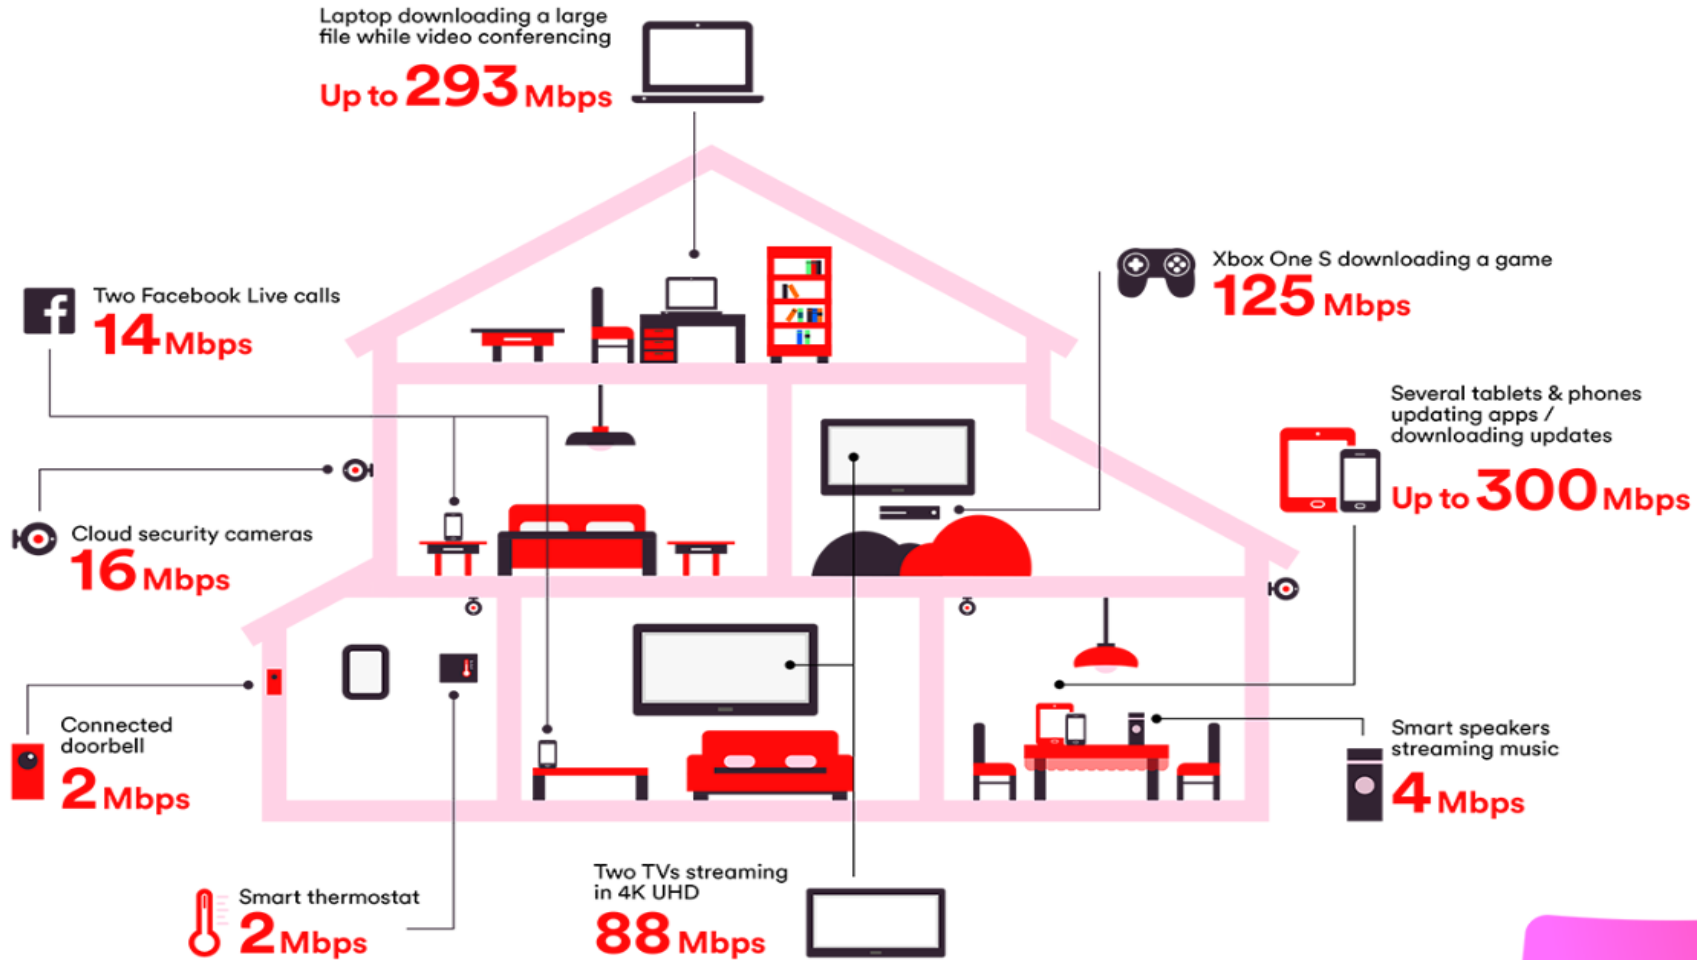 Laptop downloading a large
file while video conferencing
Up to 293 Mbps
Two Facebook Live calls
14 Mbps
Xbox One S downloading a game
125 Mbps
Several tablets & phones
updating apps /
downloading updates
Up to 300 Mbps
Cloud security cameras
16 Mbps
Connected
doorbell
2 Mbps
Smart speakers
streaming music
4 Mbps
Smart thermostat
2 Mbps
Two TVs streaming
in 4K UHD
88 Mbps